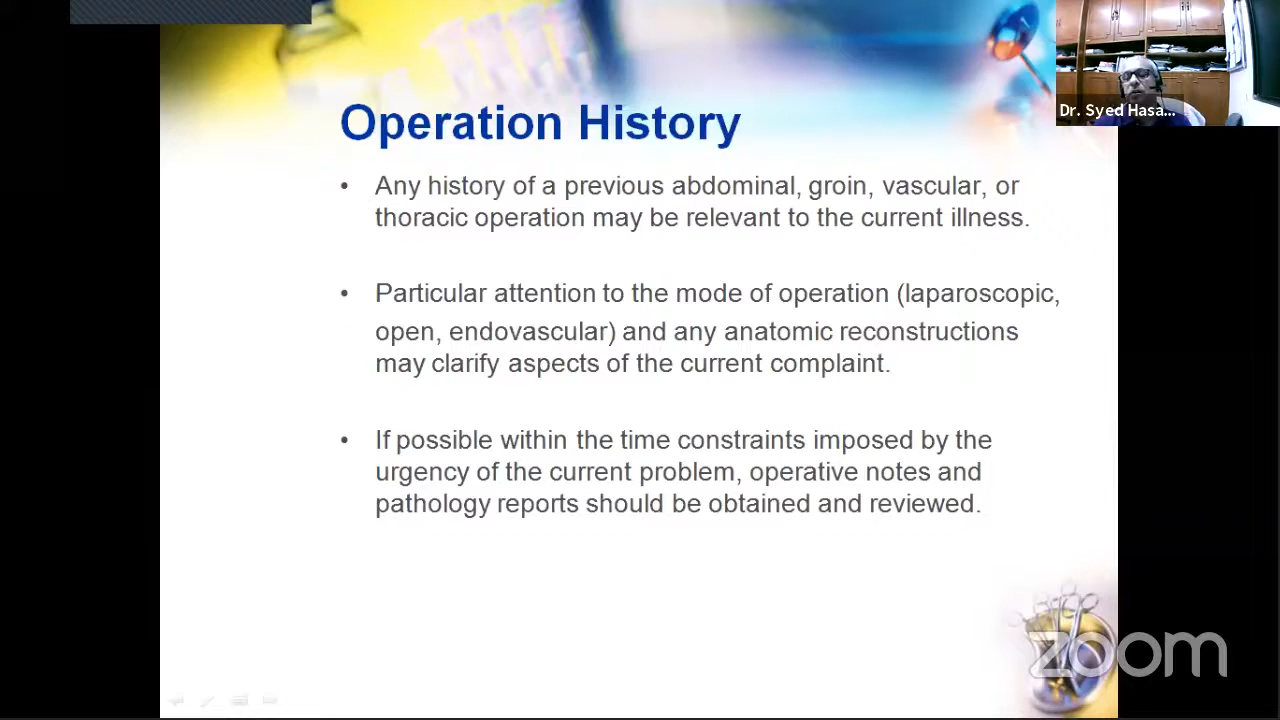 Operation History
Dr. Syed Hasa...
• Any history of a previous abdominal, groin, vascular, or
thoracic operation may be relevant to the current illness.
• Particular attention to the mode of operation (laparoscopic,
open, endovascular) and any anatomic reconstructions
may clarify aspects of the current complaint.
• If possible within the time constraints imposed by the
urgency of the current problem, operative notes and
pathology reports should be obtained and reviewed.
zoom